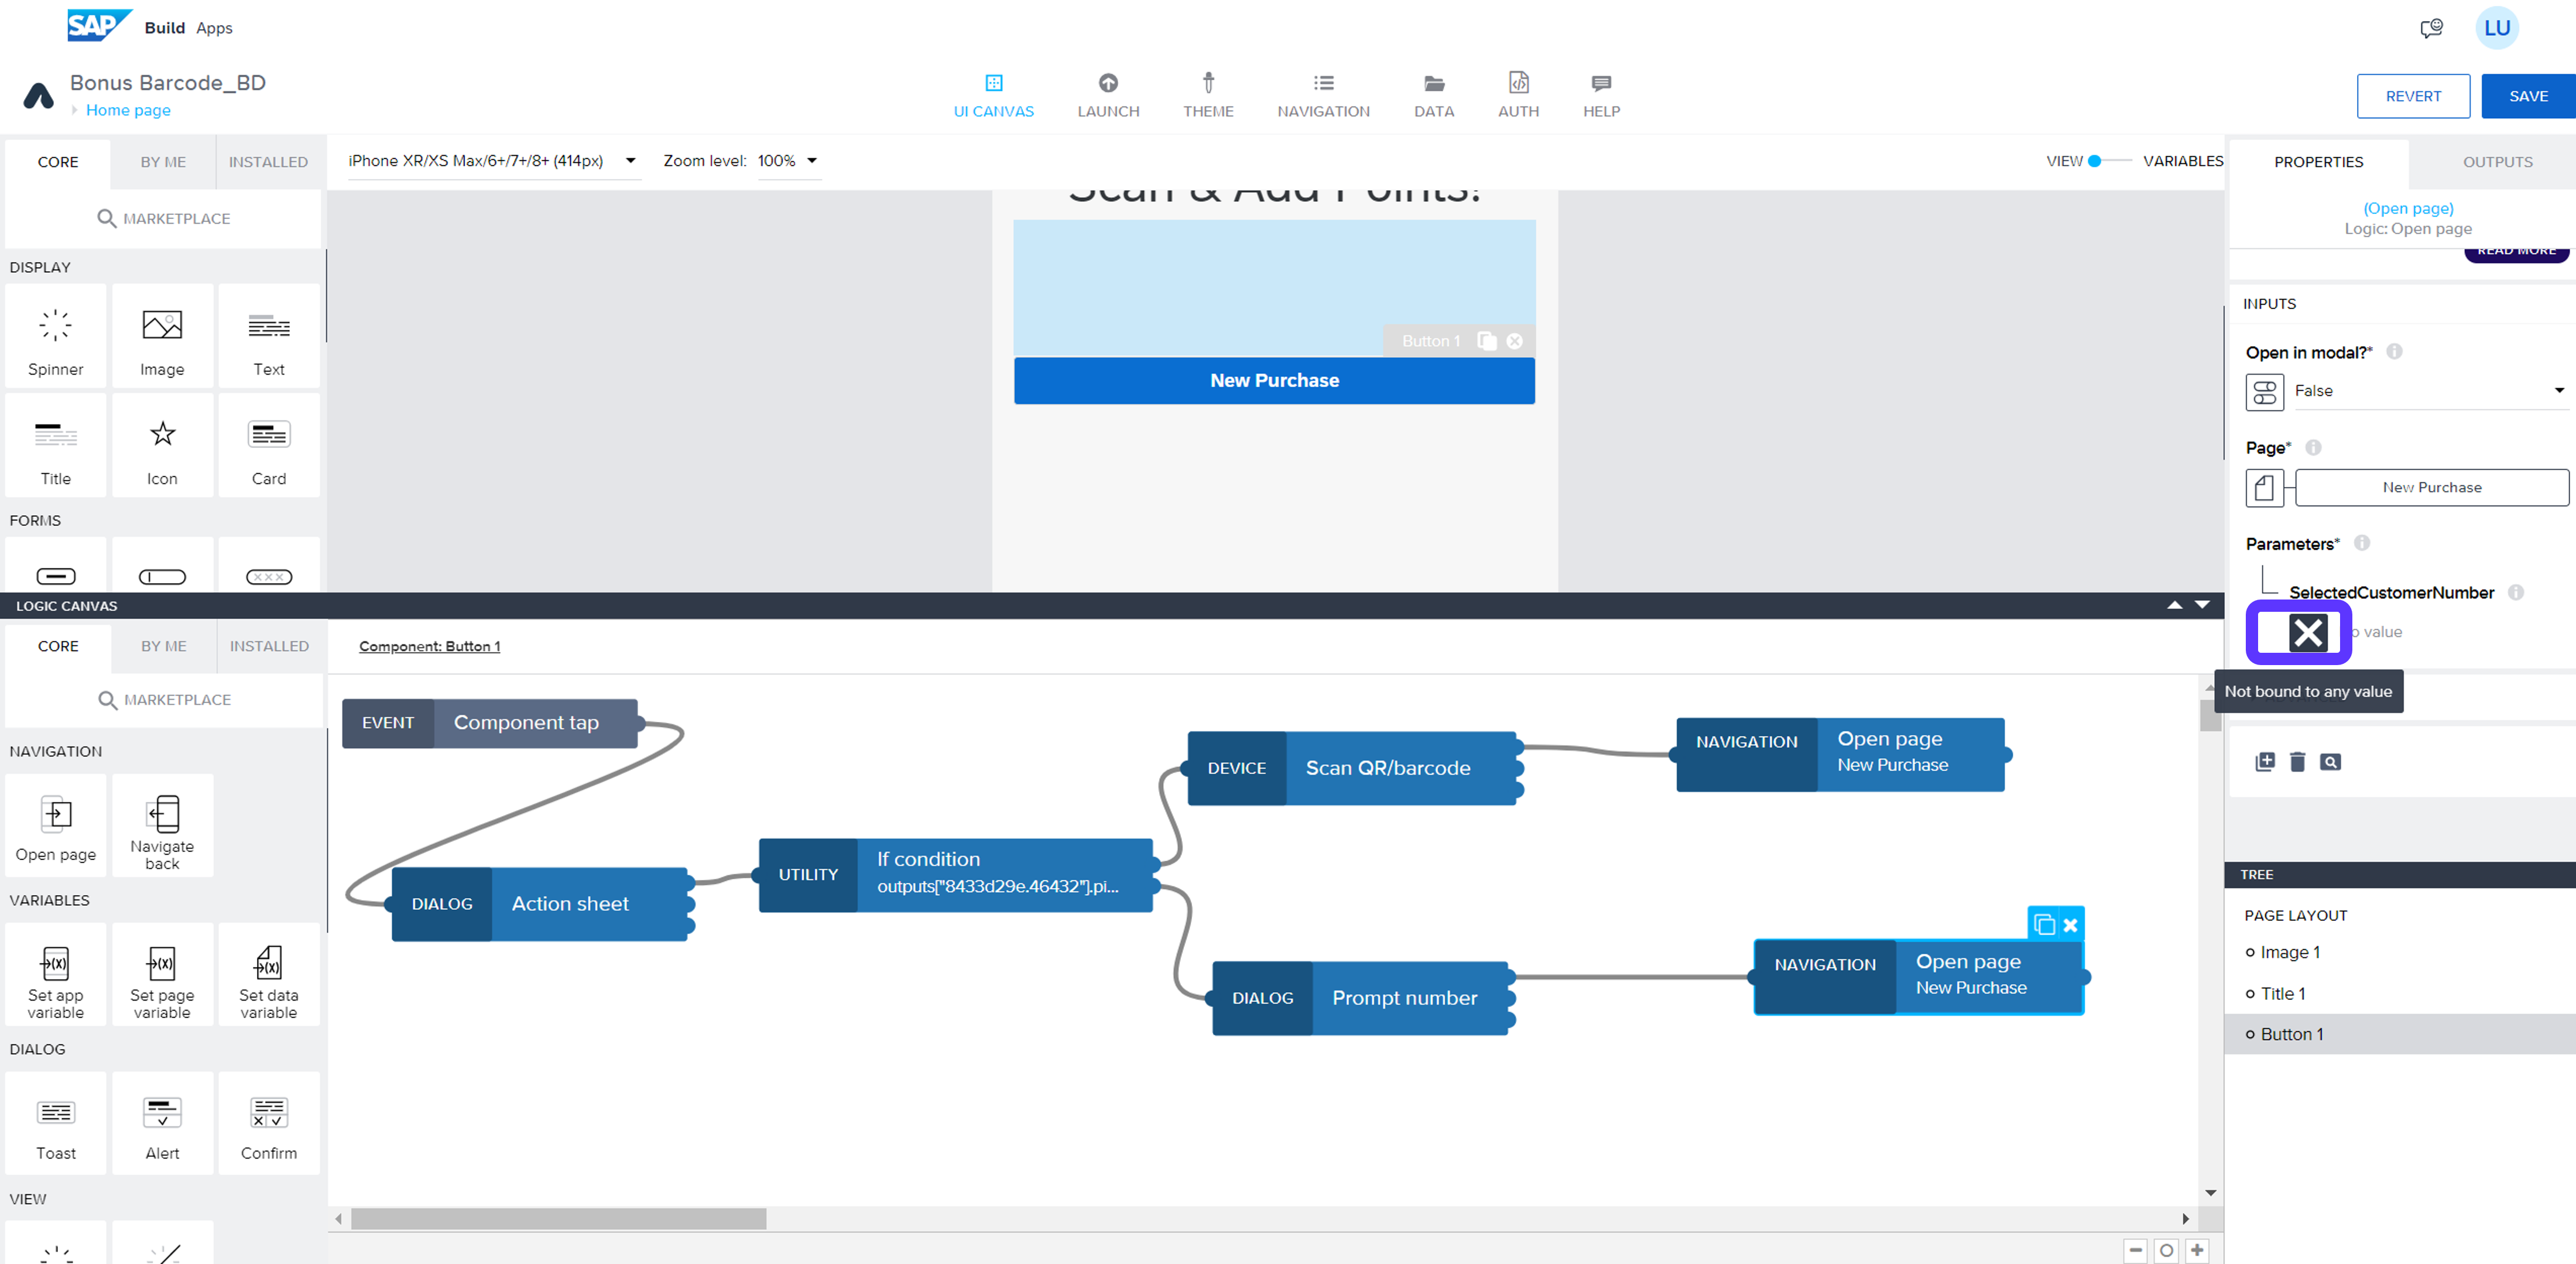 SAP Build Apps
LU
Bonus Barcode_BD
Home page
UI CANVAS
LAUNCH
THEME
NAVIGATION
DATA
AUTH
HELP
REVERT
SAVE
CORE
BY ME
INSTALLED
MARKETPLACE
DISPLAY
Spinner
Image
Text
Title
Icon
Card
FORMS
iPhone XR/XS Max/6+/7+/8+ (414px)
Zoom level: 100%
VIEW
VARIABLES
Scan & Add Points!
Button 1
New Purchase
PROPERTIES
OUTPUTS
(Open page)
Logic: Open page
READ MORE
INPUTS
Open in modal?*
False
Page*
New Purchase
Parameters*
SelectedCustomerNumber
o value
Not bound to any value
LOGIC CANVAS
CORE
BY ME
INSTALLED
MARKETPLACE
NAVIGATION
Open page
Navigate
back
VARIABLES
Set app
variable
Set page
variable
Set data
variable
DIALOG
Toast
Alert
Confirm
VIEW
Component: Button 1
EVENT Component tap
DIALOG Action sheet
UTILITY If condition
outputs["8433d29e.46432"].pi...
DEVICE Scan QR/barcode
NAVIGATION Open page
New Purchase
DIALOG Prompt number
NAVIGATION Open page
New Purchase
TREE
PAGE LAYOUT
Image 1
Title 1
Button 1